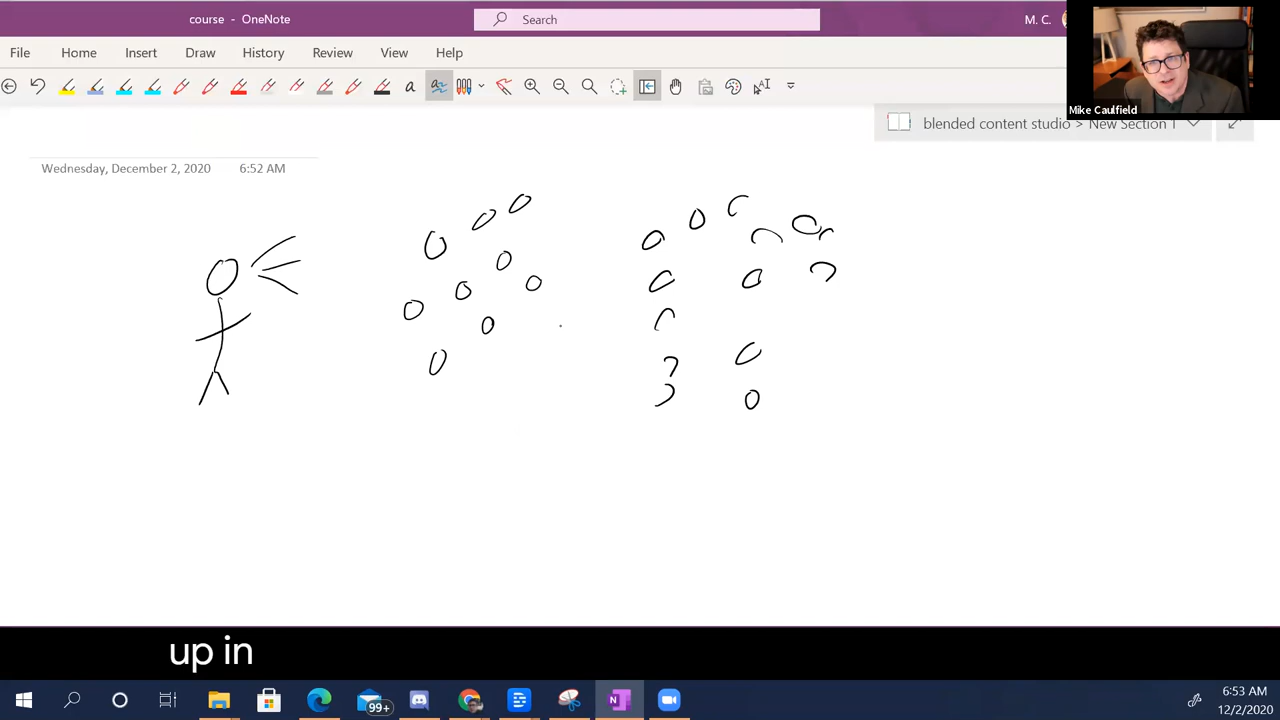 course - OneNote
Search
M. C.
File Home Insert Draw History Review View Help
Mike Caulfield
blended content studio > New Section 1
Wednesday, December 2, 2020 6:52 AM
up in
99+
6:53 AM
12/2/2020